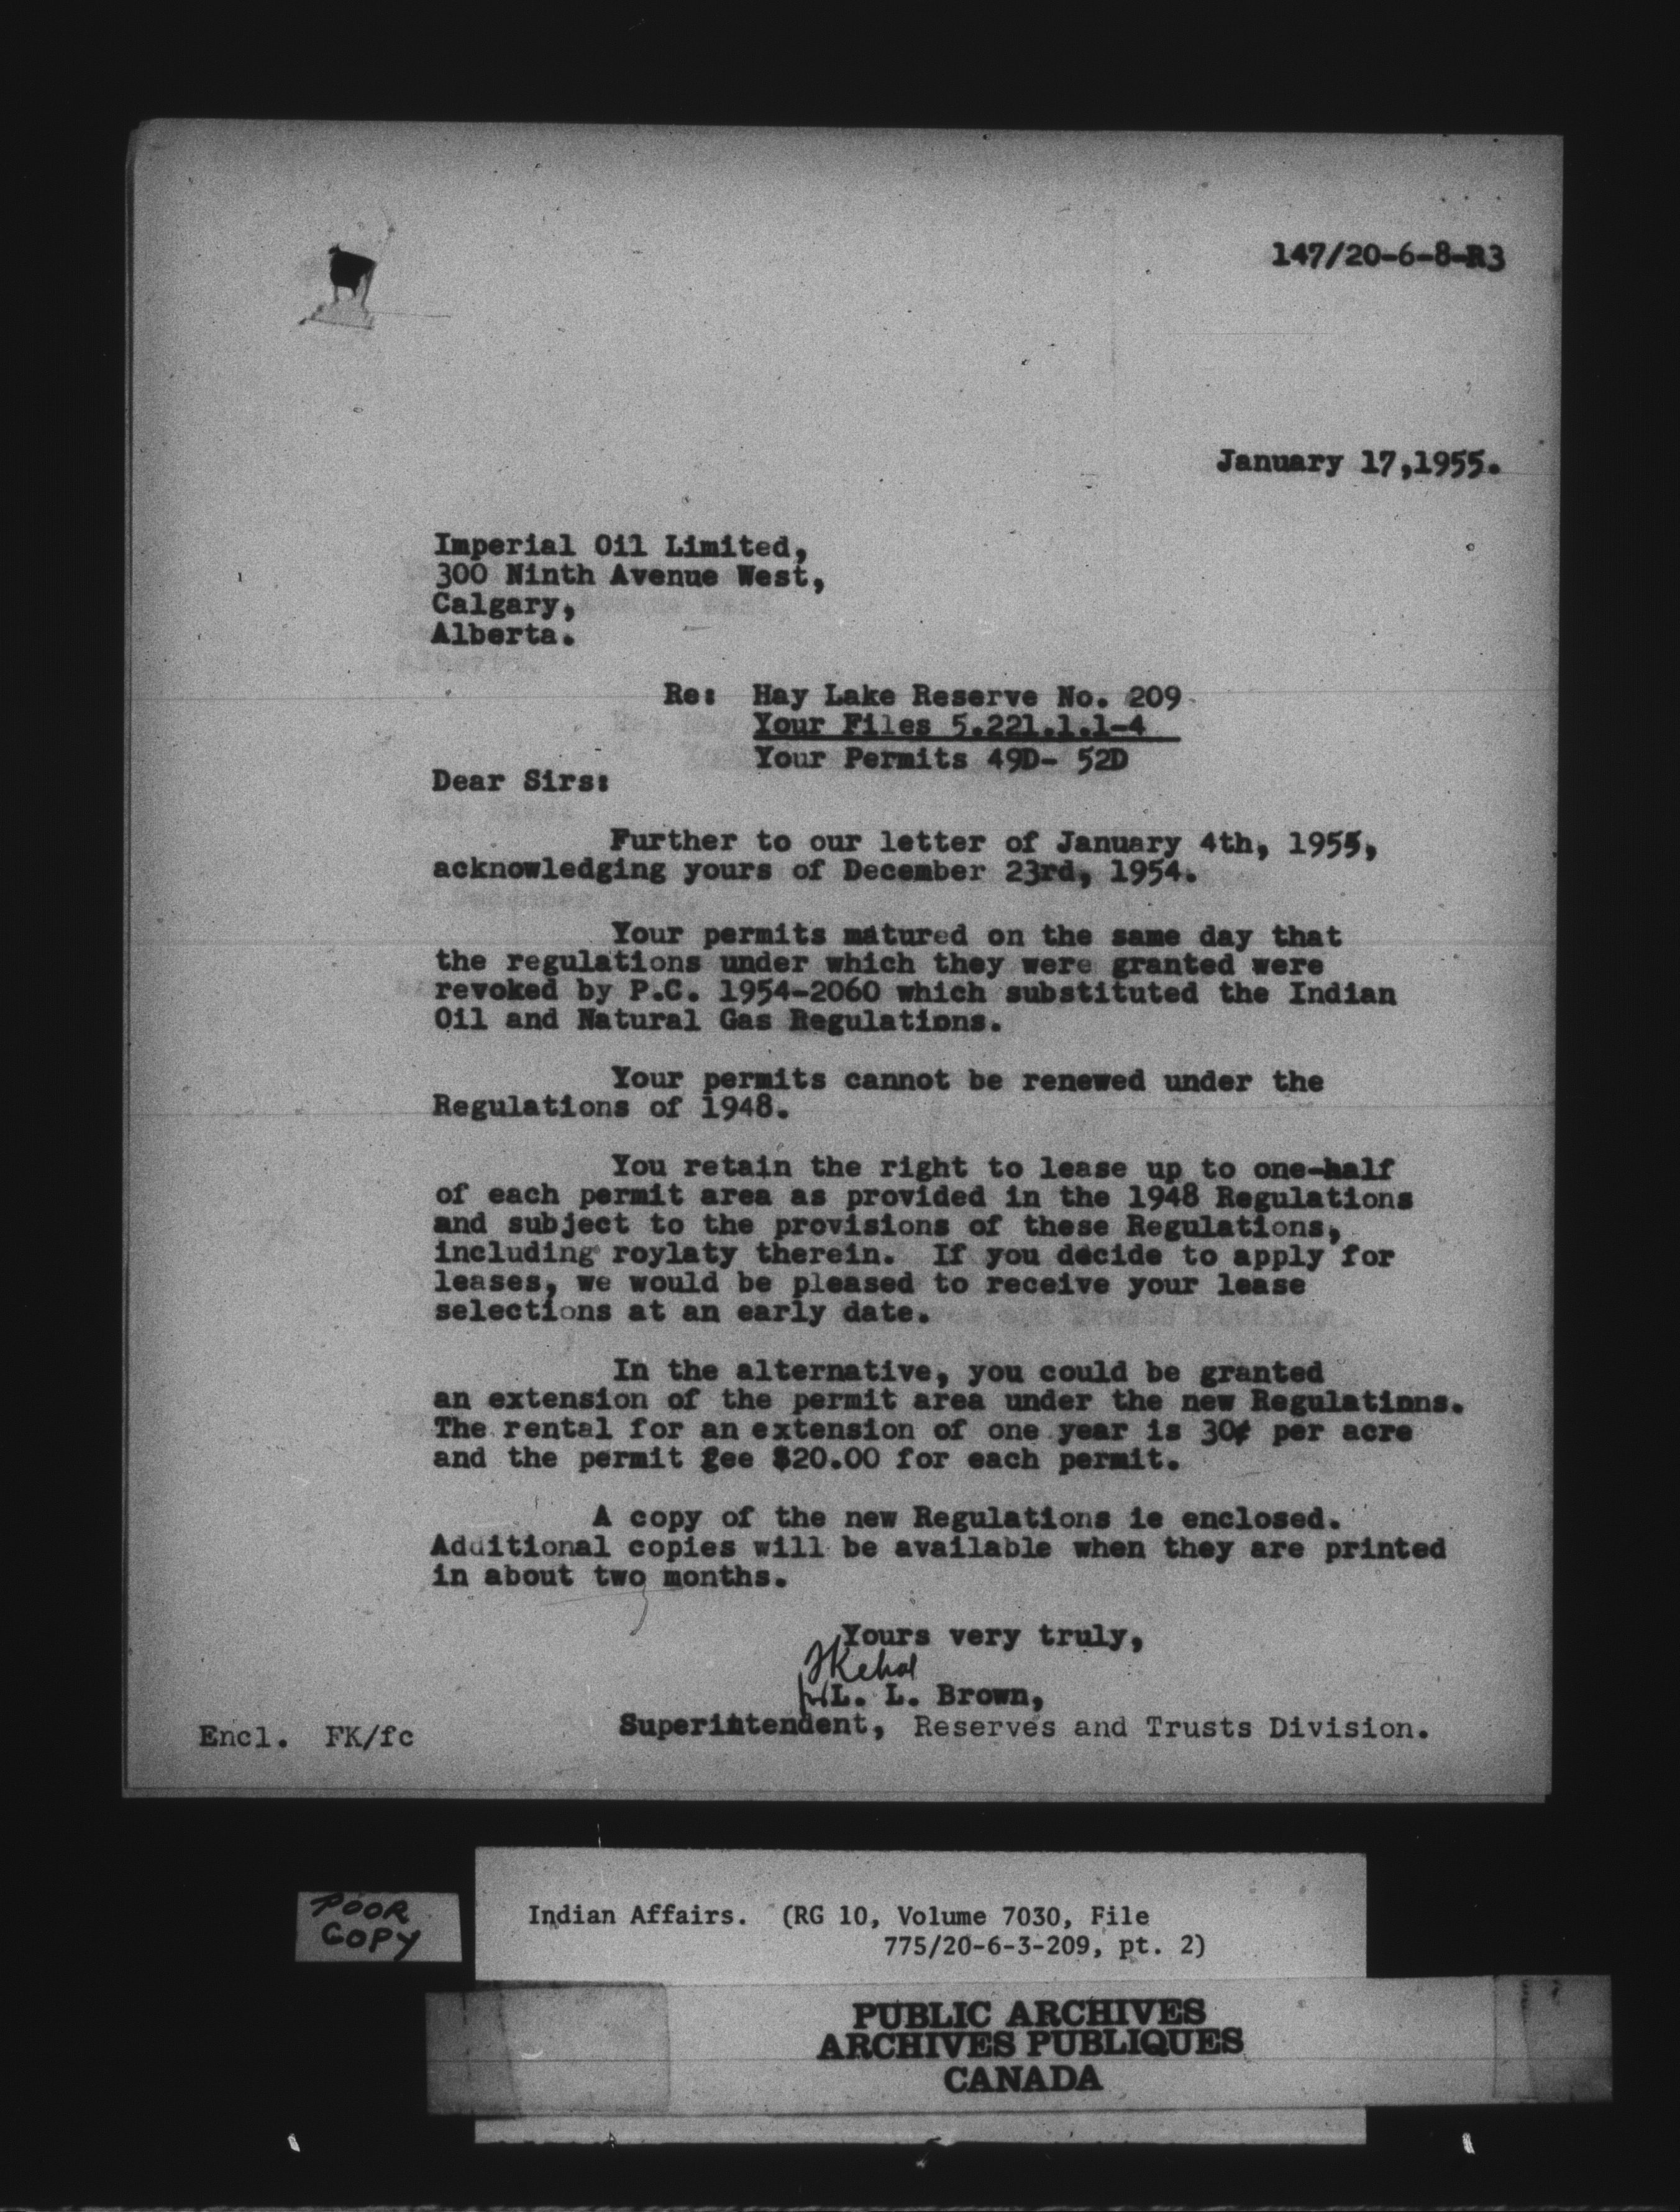 147/20-6-8-R3
January 17,1955.
Imperial Oil Limited,
300 Ninth Avenue West,
Calgary,
Alberta.
Re: Hay Lake Reserve No. 209
Your Files 5.221.1.1-4
Your Permits 49D- 52D
Dear Sirs:
Further to our letter of January 4th, 1955,
acknowledging yours of December 23rd, 1954.
Your permits matured on the same day that
the regulations under which they were granted were
revoked by P.C. 1954-2060 which substituted the Indian
Oil and Natural Gas Regulations.
Your permits cannot be renewed under the
Regulations of 1948.
You retain the right to lease up to one-half
of each permit area as provided in the 1948 Regulations
and subject to the provisions of these Regulations,
including roylaty therein. If you decide to apply for
leases, we would be pleased to receive your lease
selections at an early date.
In the alternative, you could be granted
an extension of the permit area under the new Regulatinns.
The rental for an extension of one year is 30¢ per acre
and the permit fee $20.00 for each permit.
A copy of the new Regulations ie enclosed.
Additional copies will be available when they are printed
in about two months.
Yours very truly,
L. L. Brown,
Superintendent, Reserves and Trusts Division.
Encl. FK/fc
POOR
COPY
Indian Affairs. (RG 10, Volume 7030, File
775/20-6-3-209, pt. 2)
PUBLIC ARCHIVES
ARCHIVES PUBLIQUES
CANADA